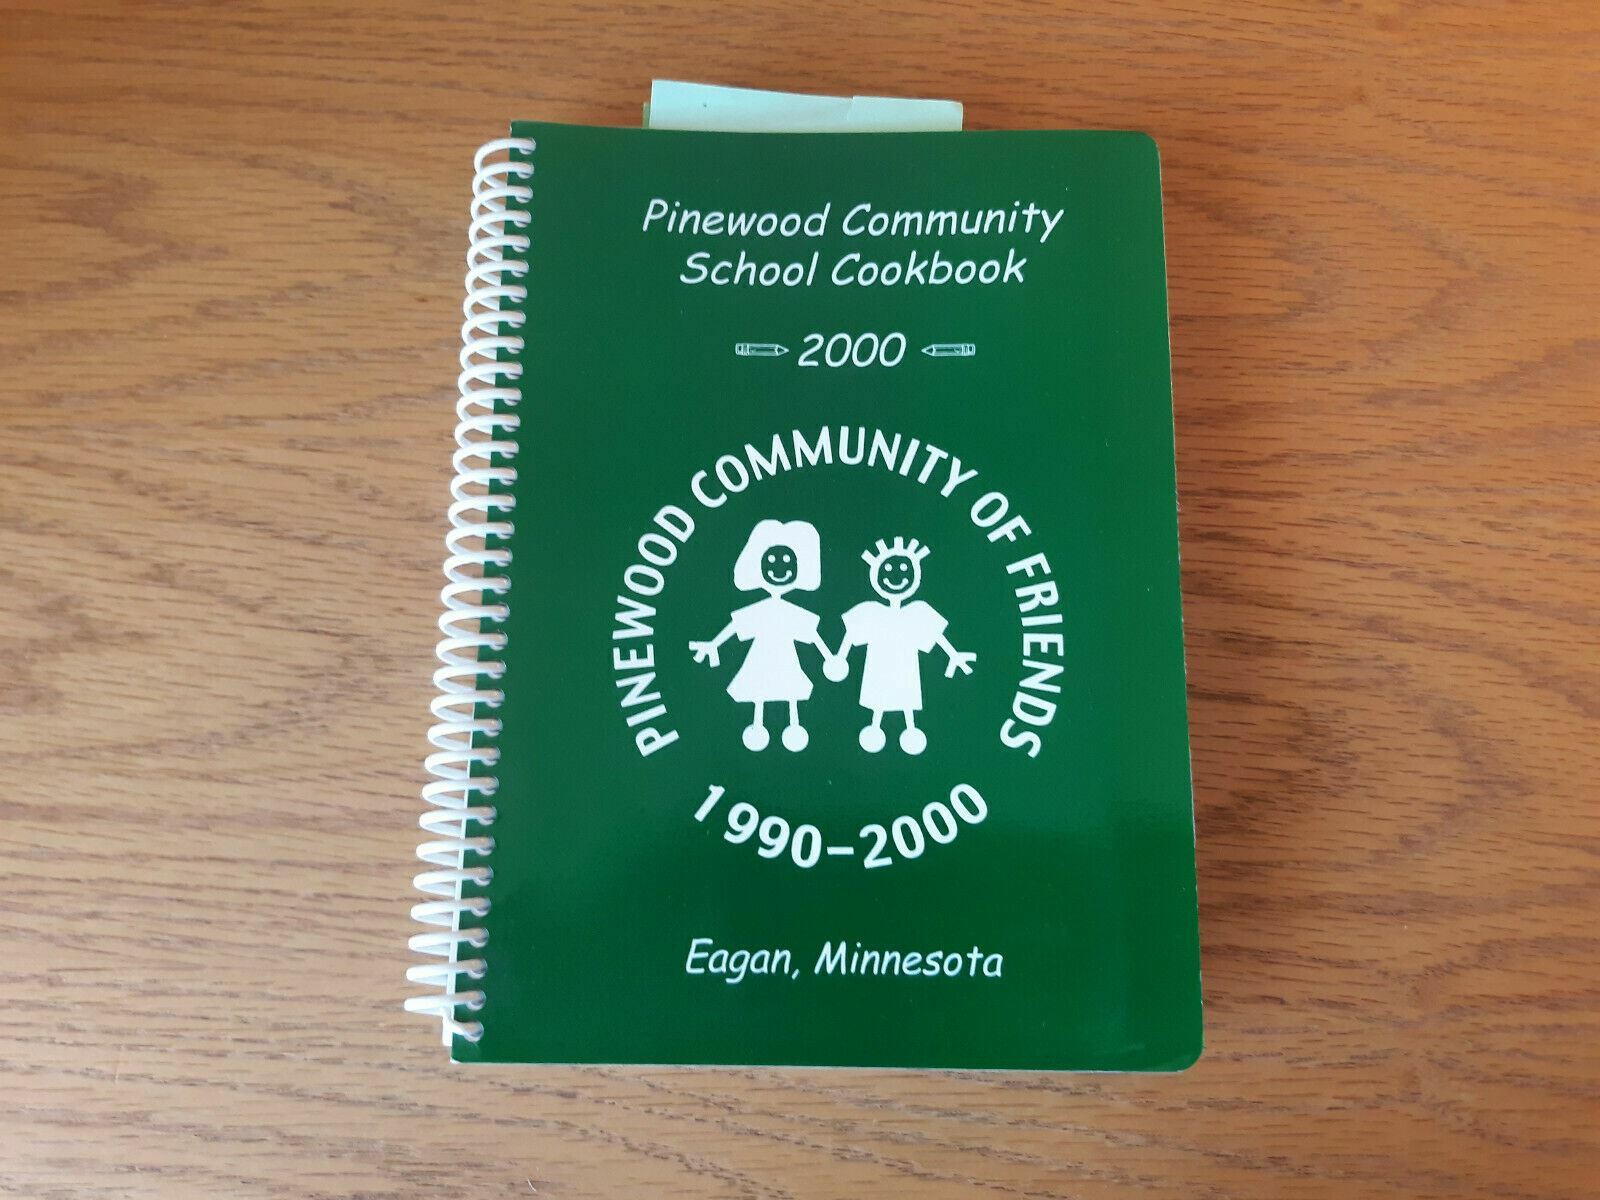 Pinewood Community
School Cookbook
2000
PINEWOOD COMMUNITY OF FRIENDS
1990-2000
Eagan, Minnesota